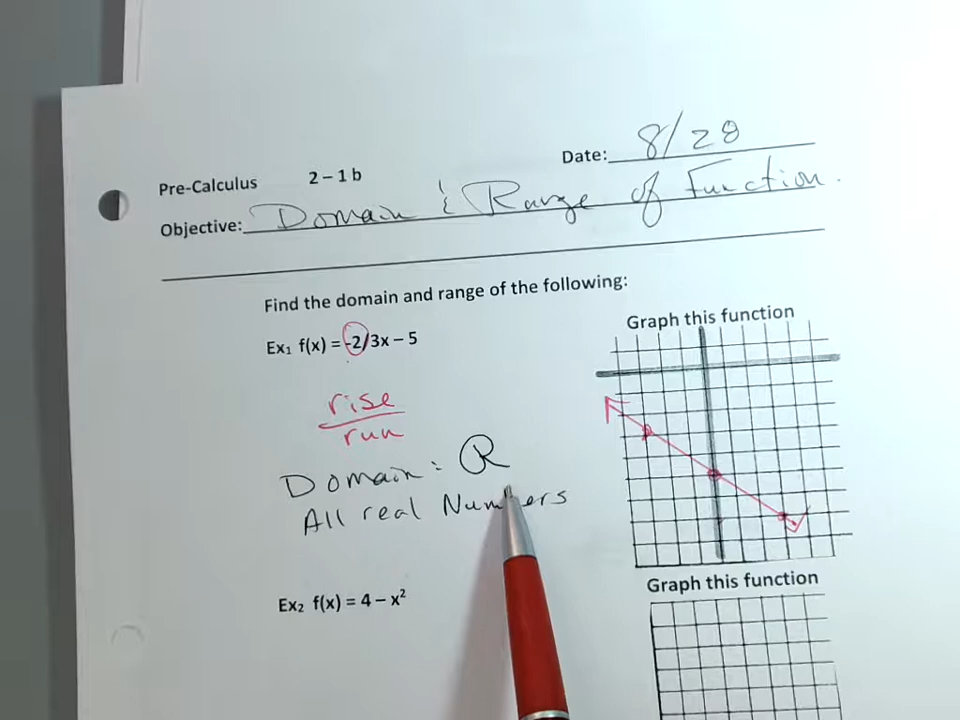 Pre-Calculus 2 – 1 b Date: 8/28
Objective: Domain & Range of Function.
Find the domain and range of the following:
Ex₁ f(x) = -2/3x – 5
Graph this function
rise
run
Domain: ℝ
All real Numbers
Ex₂ f(x) = 4 – x²
Graph this function